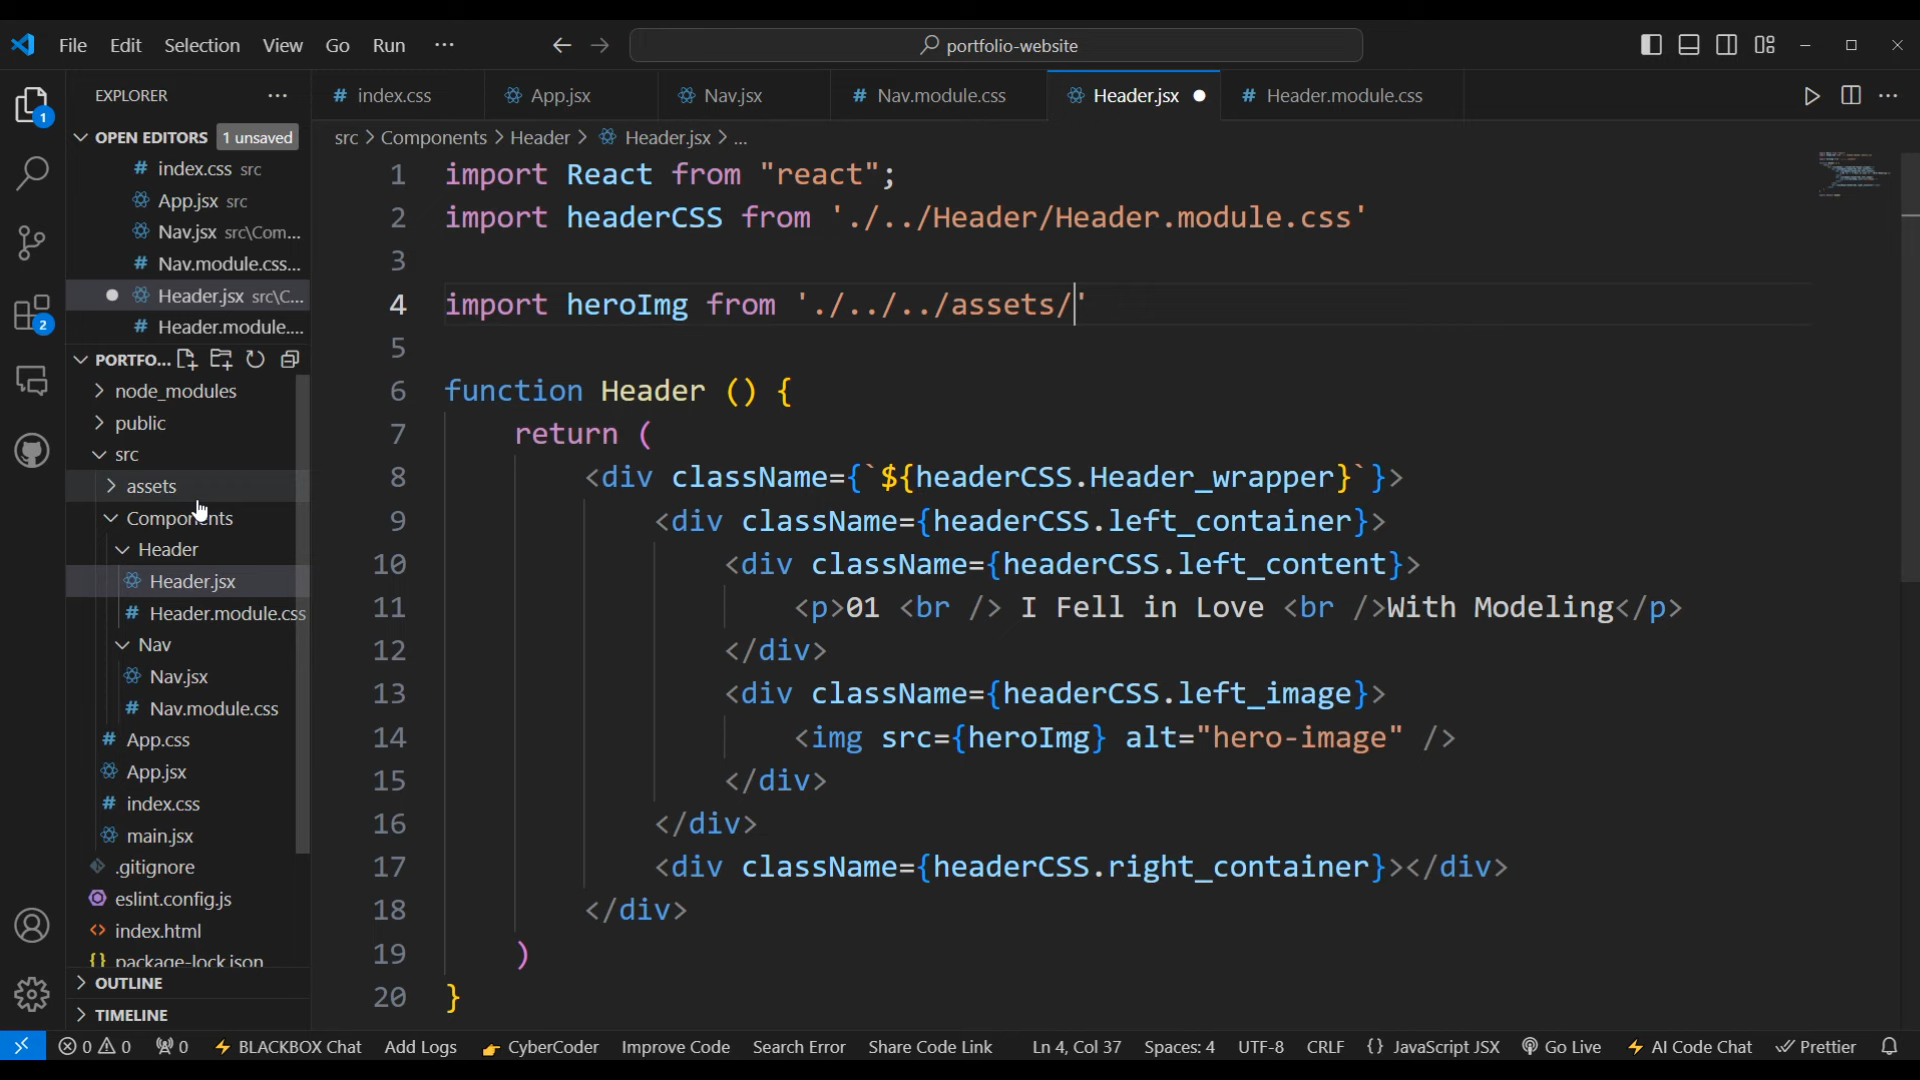 File Edit Selection View Go Run ··· portfolio-website
EXPLORER ···
index.css App.jsx Nav.jsx Nav.module.css Header.jsx Header.module.css ···
OPEN EDITORS 1 unsaved
src > Components > Header > Header.jsx > ...
index.css src
App.jsx src
Nav.jsx src\Com...
Nav.module.css...
Header.jsx src\C...
Header.module....
PORTFO...
node_modules
public
src
assets
Components
Header
Header.jsx
Header.module.css
Nav
Nav.jsx
Nav.module.css
App.css
App.jsx
index.css
main.jsx
.gitignore
eslint.config.js
index.html
package-lock.json
OUTLINE
TIMELINE
1
2
1 import React from "react";
2 import headerCSS from './../Header/Header.module.css'
3
4 import heroImg from './../../assets/'
5
6 function Header () {
7 return (
8 <div className={`${headerCSS.Header_wrapper}`}>
9 <div className={headerCSS.left_container}>
10 <div className={headerCSS.left_content}>
11 <p>01 <br /> I Fell in Love <br />With Modeling</p>
12 </div>
13 <div className={headerCSS.left_image}>
14 <img src={heroImg} alt="hero-image" />
15 </div>
16 </div>
17 <div className={headerCSS.right_container}></div>
18 </div>
19 )
20 }
0 0 0 BLACKBOX Chat Add Logs CyberCoder Improve Code Search Error Share Code Link Ln 4, Col 37 Spaces: 4 UTF-8 CRLF {} JavaScript JSX Go Live AI Code Chat Prettier